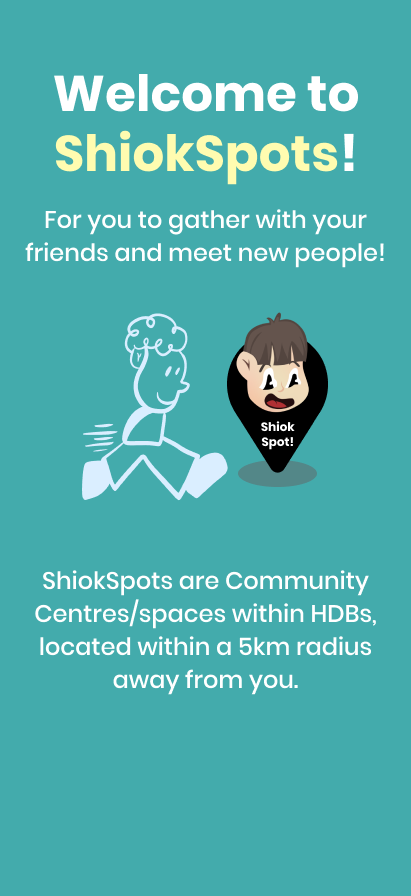 Welcome to
ShiokSpots!
For you to gather with your
friends and meet new people!
Shiok
Spot!
ShiokSpots are Community
Centres/spaces within HDBs,
located within a 5km radius
away from you.